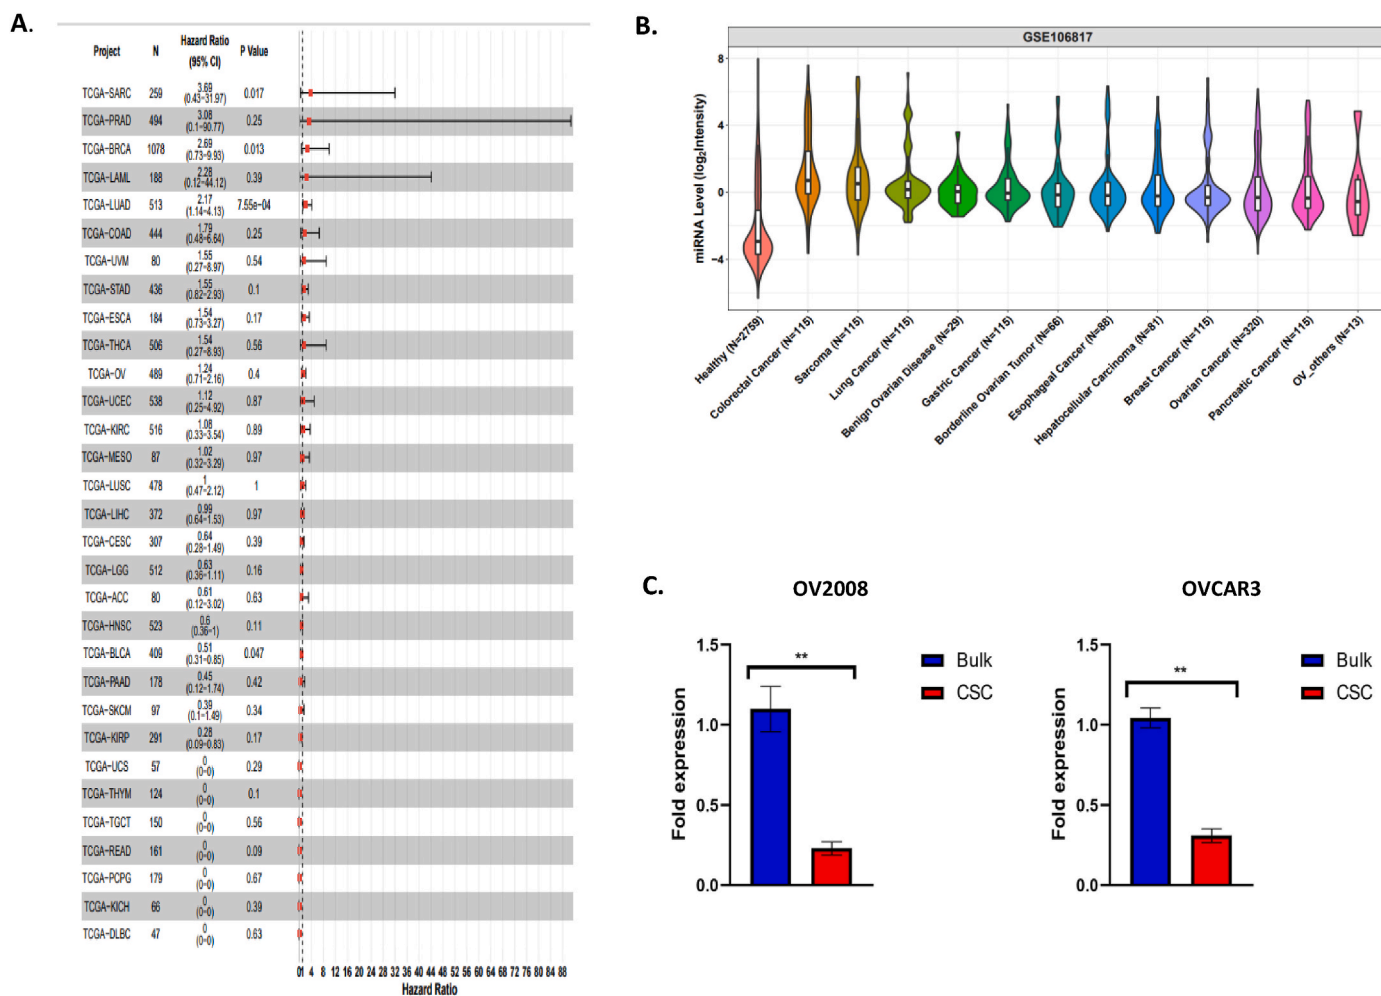 A.
Project N Hazard Ratio (95% CI) P Value
TCGA-SARC 259 3.69 (0.43-31.97) 0.017
TCGA-PRAD 494 3.08 (0.1-90.77) 0.25
TCGA-BRCA 1078 2.69 (0.73-9.93) 0.013
TCGA-LAML 188 2.28 (0.12-44.12) 0.39
TCGA-LUAD 513 2.17 (1.14-4.13) 7.55e-04
TCGA-COAD 444 1.79 (0.48-6.64) 0.25
TCGA-UVM 80 1.55 (0.27-8.97) 0.54
TCGA-STAD 436 1.55 (0.82-2.93) 0.1
TCGA-ESCA 184 1.54 (0.73-3.27) 0.17
TCGA-THCA 506 1.54 (0.27-8.93) 0.56
TCGA-OV 489 1.24 (0.71-2.16) 0.4
TCGA-UCEC 538 1.12 (0.25-4.92) 0.87
TCGA-KIRC 516 1.08 (0.33-3.54) 0.89
TCGA-MESO 87 1.02 (0.32-3.29) 0.97
TCGA-LUSC 478 1 (0.47-2.12) 1
TCGA-LIHC 372 0.99 (0.64-1.53) 0.97
TCGA-CESC 307 0.64 (0.28-1.49) 0.39
TCGA-LGG 512 0.63 (0.36-1.11) 0.16
TCGA-ACC 80 0.61 (0.12-3.02) 0.63
TCGA-HNSC 523 0.6 (0.36-1) 0.11
TCGA-BLCA 409 0.51 (0.31-0.85) 0.047
TCGA-PAAD 178 0.45 (0.12-1.74) 0.42
TCGA-SKCM 97 0.39 (0.1-1.49) 0.34
TCGA-KIRP 291 0.28 (0.09-0.83) 0.17
TCGA-UCS 57 0 (0-0) 0.29
TCGA-THYM 124 0 (0-0) 0.1
TCGA-TGCT 150 0 (0-0) 0.56
TCGA-READ 161 0 (0-0) 0.09
TCGA-PCPG 179 0 (0-0) 0.67
TCGA-KICH 66 0 (0-0) 0.39
TCGA-DLBC 47 0 (0-0) 0.63
01 4 8 12 16 20 24 28 32 36 40 44 48 52 56 60 64 68 72 76 80 84 88
Hazard Ratio
B.
GSE106817
miRNA Level (log2Intensity)
8
4
0
-4
Healthy (N=2759)
Colorectal Cancer (N=115)
Sarcoma (N=115)
Lung Cancer (N=115)
Benign Ovarian Disease (N=29)
Gastric Cancer (N=115)
Borderline Ovarian Tumor (N=66)
Esophageal Cancer (N=88)
Hepatocellular Carcinoma (N=81)
Breast Cancer (N=115)
Ovarian Cancer (N=320)
Pancreatic Cancer (N=115)
OV_others (N=13)
C.
OV2008
Fold expression
1.5
1.0
0.5
0.0
**
Bulk
CSC
OVCAR3
Fold expression
1.5
1.0
0.5
0.0
**
Bulk
CSC